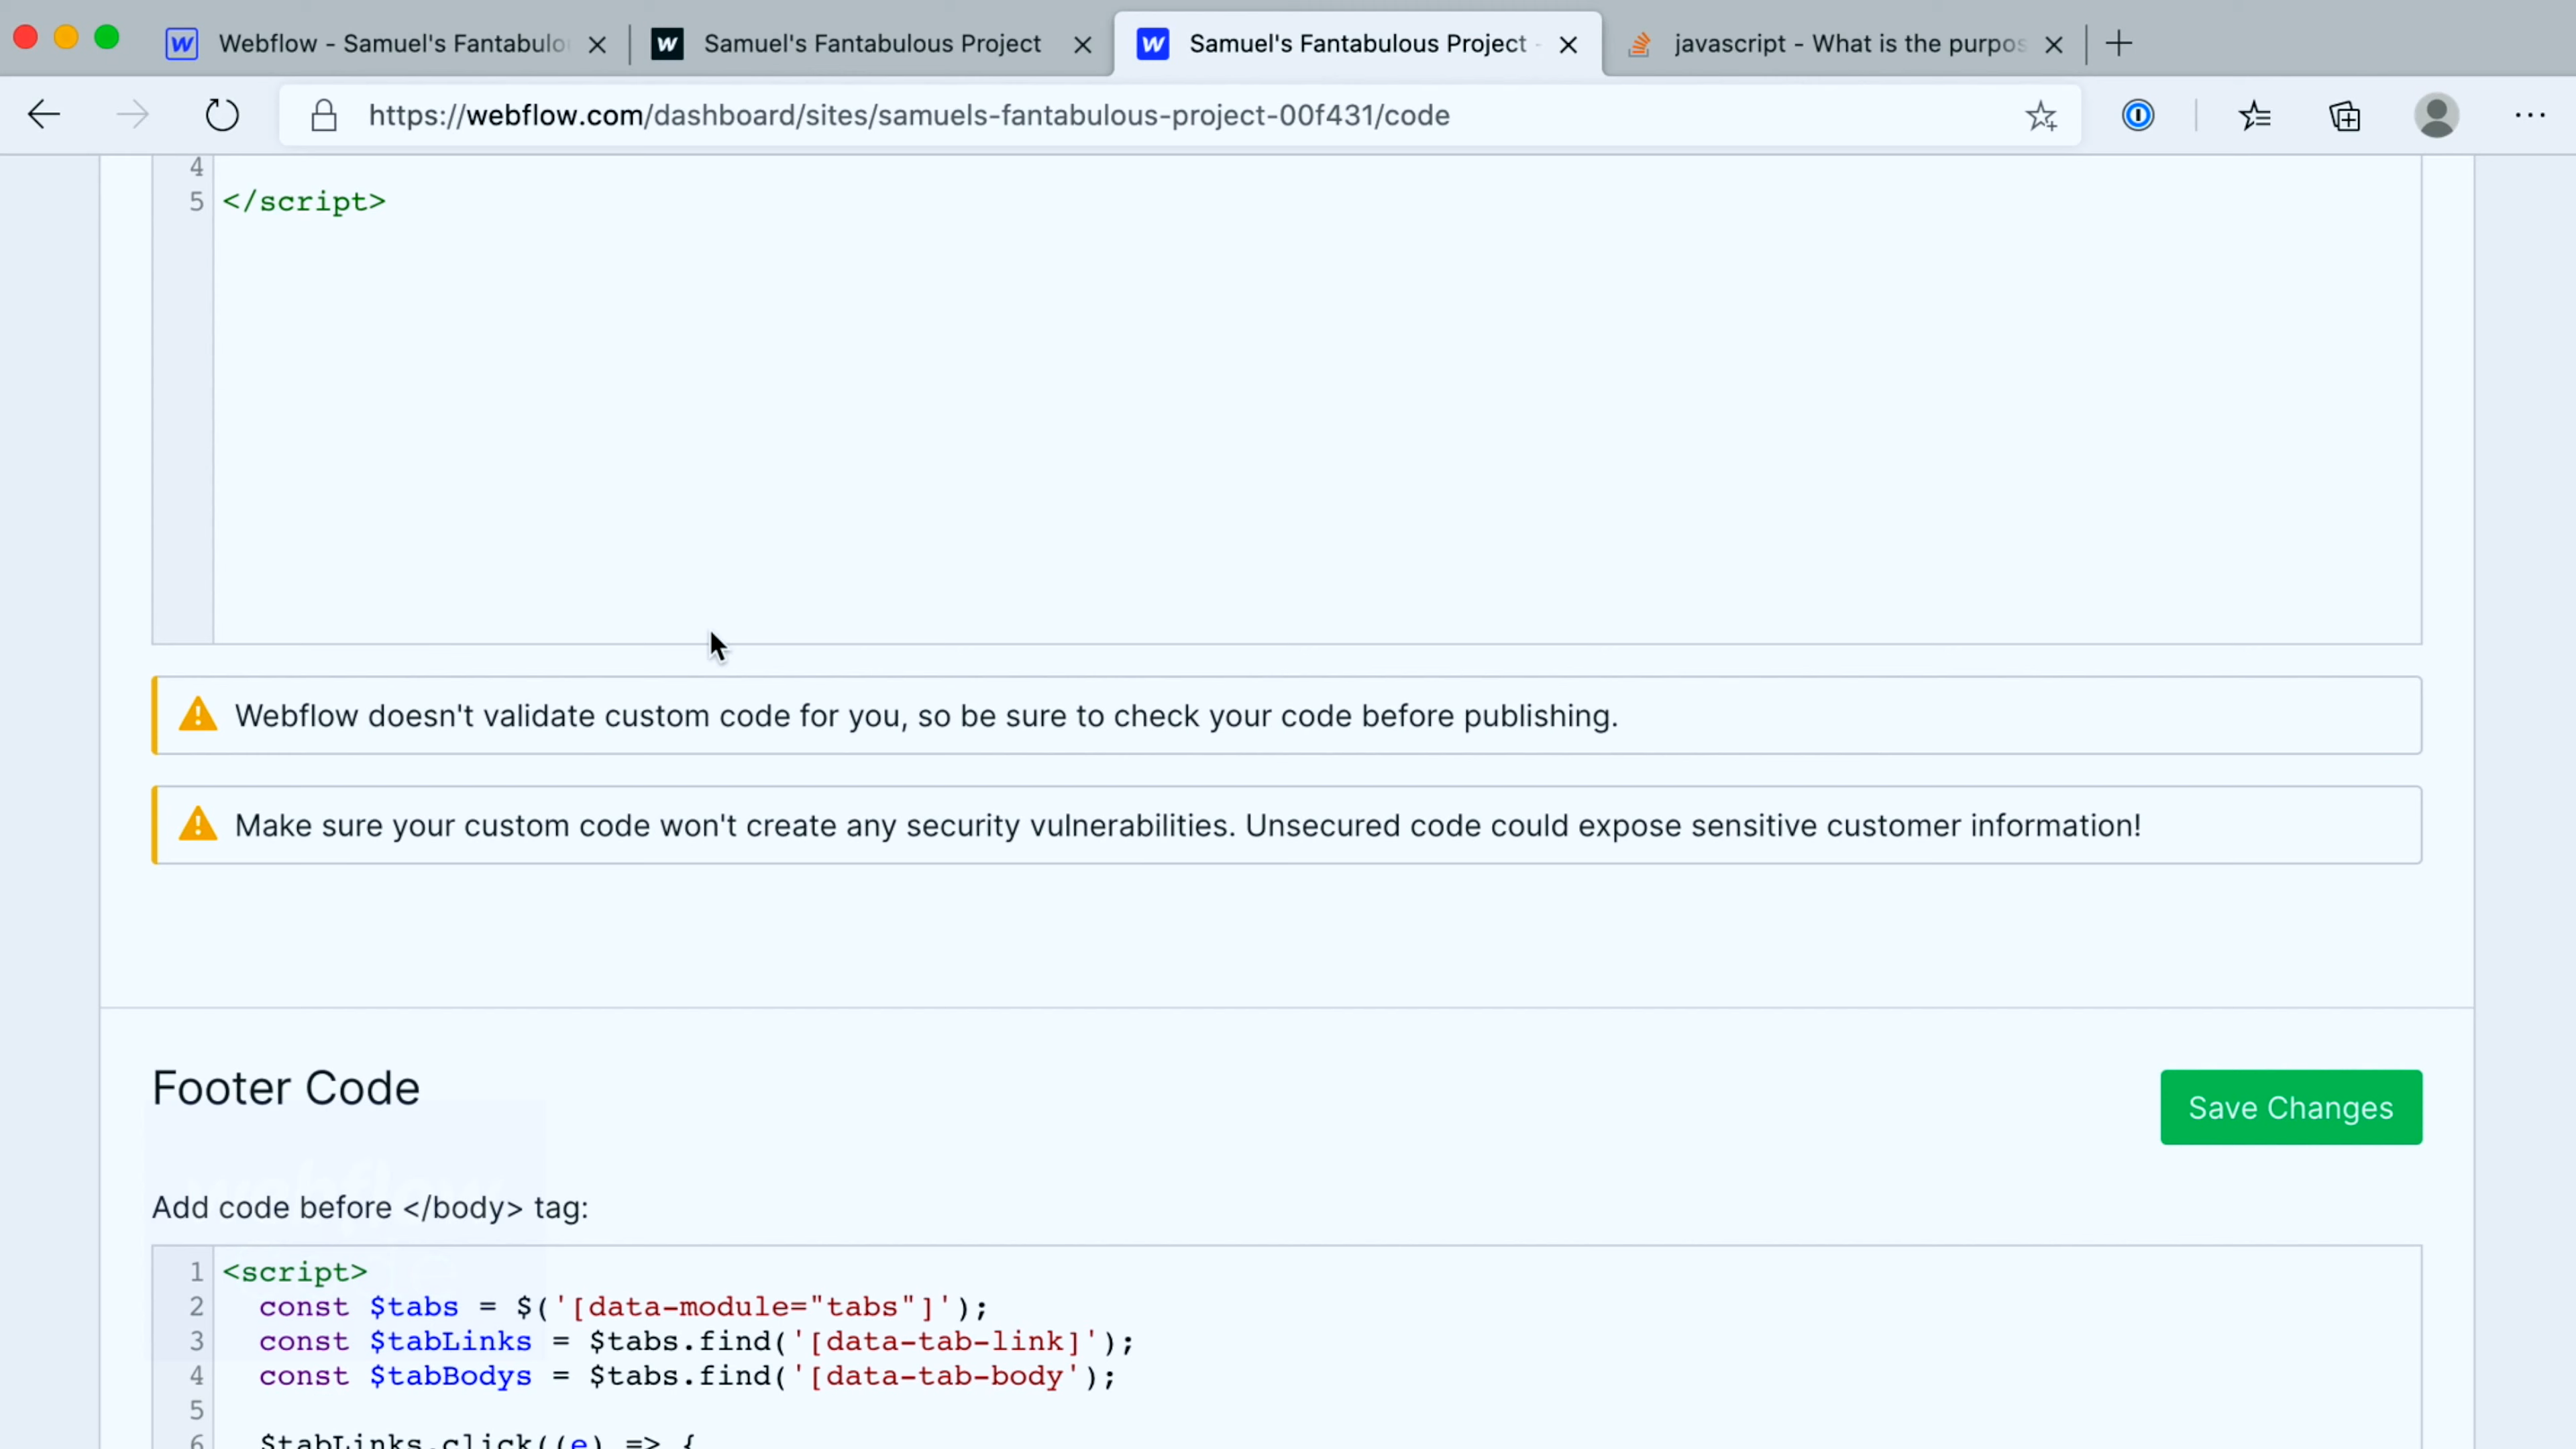 Webflow - Samuel's Fantabulo
Samuel's Fantabulous Project
Samuel's Fantabulous Project -
javascript - What is the purpos
https://webflow.com/dashboard/sites/samuels-fantabulous-project-00f431/code
4
5 </script>
Webflow doesn't validate custom code for you, so be sure to check your code before publishing.
Make sure your custom code won't create any security vulnerabilities. Unsecured code could expose sensitive customer information!
Footer Code
Save Changes
Add code before </body> tag:
1 <script>
2 const $tabs = $('[data-module="tabs"]');
3 const $tabLinks = $tabs.find('[data-tab-link]');
4 const $tabBodys = $tabs.find('[data-tab-body');
5
6 $tabLinks.click((e) => {